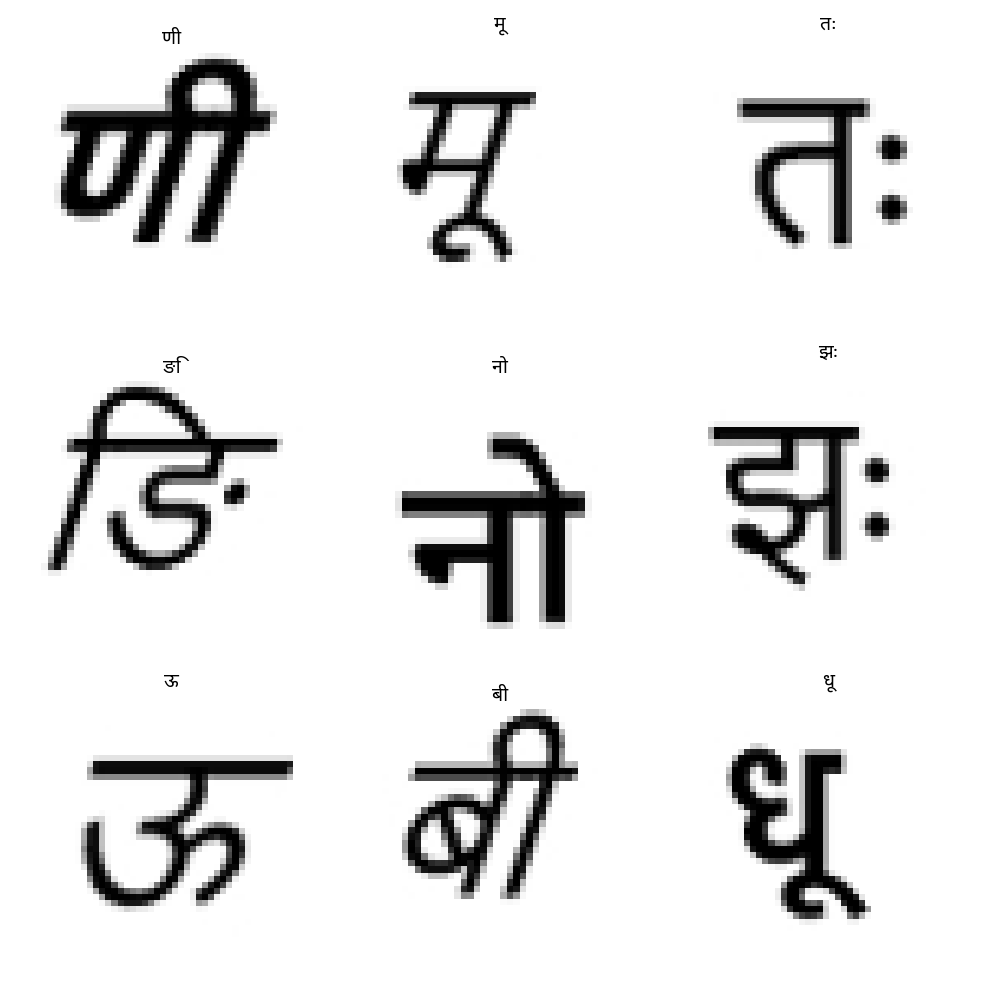 णी मू तः
णी मू तः
ङि नो झः
ङि नो झः
ऊ बी धू
ऊ बी धू